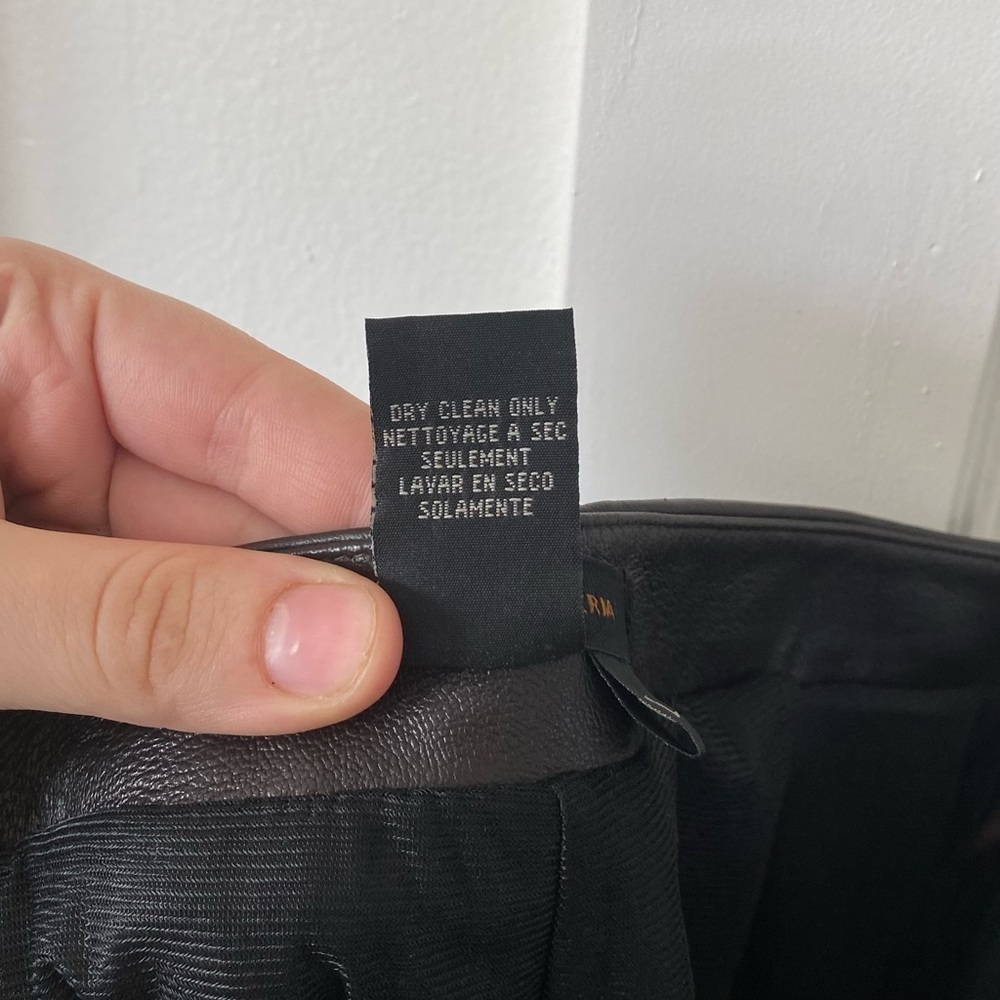 DRY CLEAN ONLY
NETTOYAGE A SEC
SEULEMENT
LAVAR EN SECO
SOLAMENTE